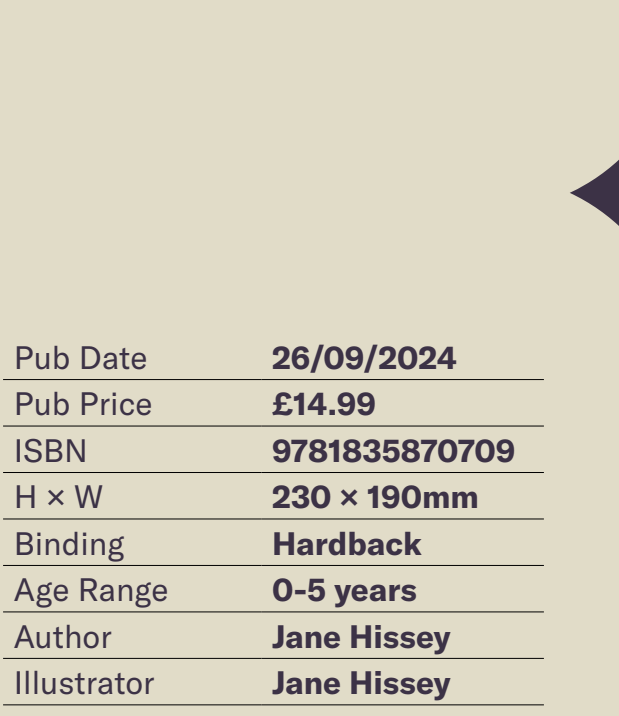 Pub Date 26/09/2024
Pub Price £14.99
ISBN 9781835870709
H × W 230 × 190mm
Binding Hardback
Age Range 0-5 years
Author Jane Hissey
Illustrator Jane Hissey